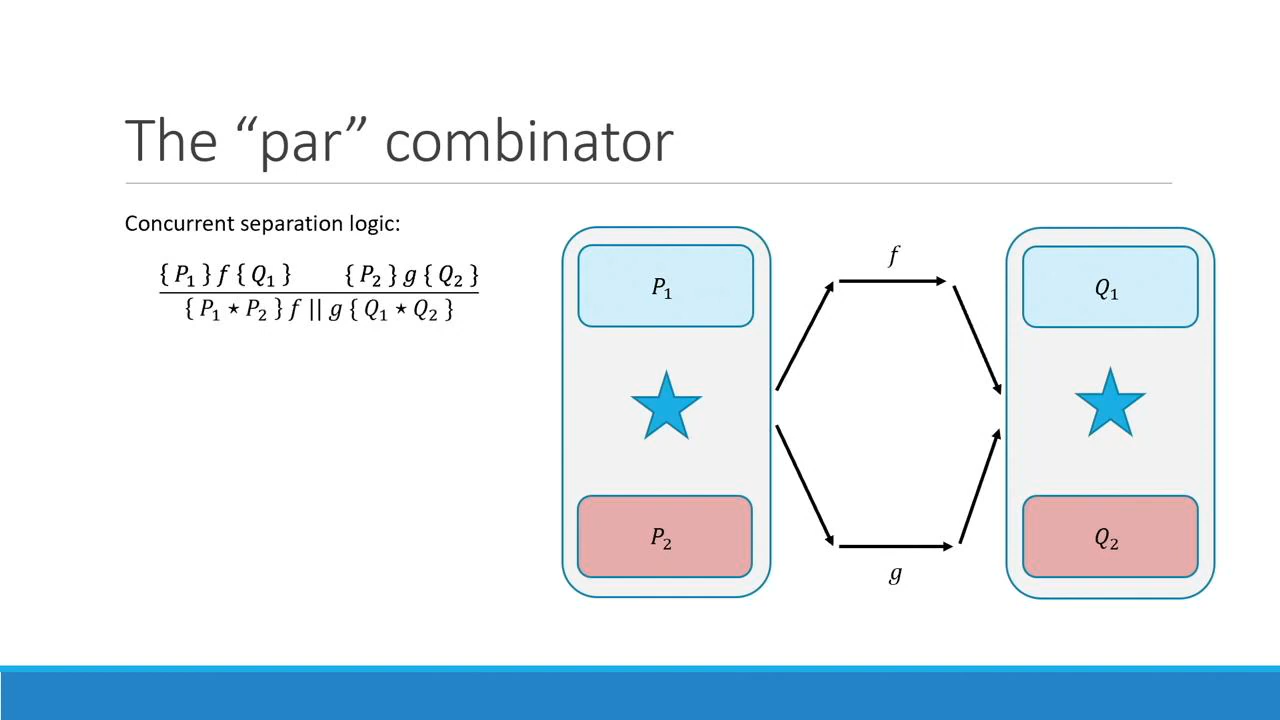 The “par” combinator
Concurrent separation logic:
{ P₁ } f { Q₁ } { P₂ } g { Q₂ }
{ P₁ ⋆ P₂ } f || g { Q₁ ⋆ Q₂ }
f
P₁
Q₁
P₂
Q₂
g